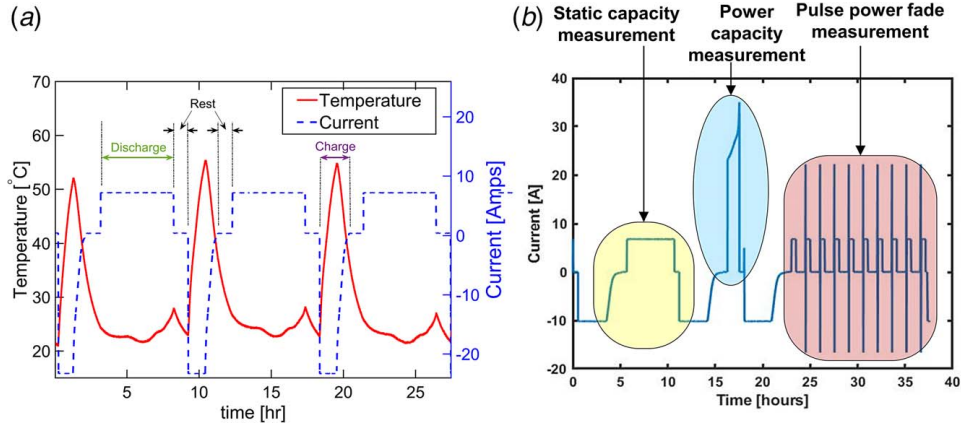 (a)
70
60
50
40
30
20
Temperature [°C]
Temperature
Current
Rest
Discharge
Charge
20
10
0
-10
-20
Current [Amps]
5
10
15
20
25
time [hr]
(b)
Static capacity
measurement
Power
capacity
measurement
Pulse power fade
measurement
40
30
20
10
0
-10
-20
Current [A]
0
5
10
15
20
25
30
35
40
Time [hours]